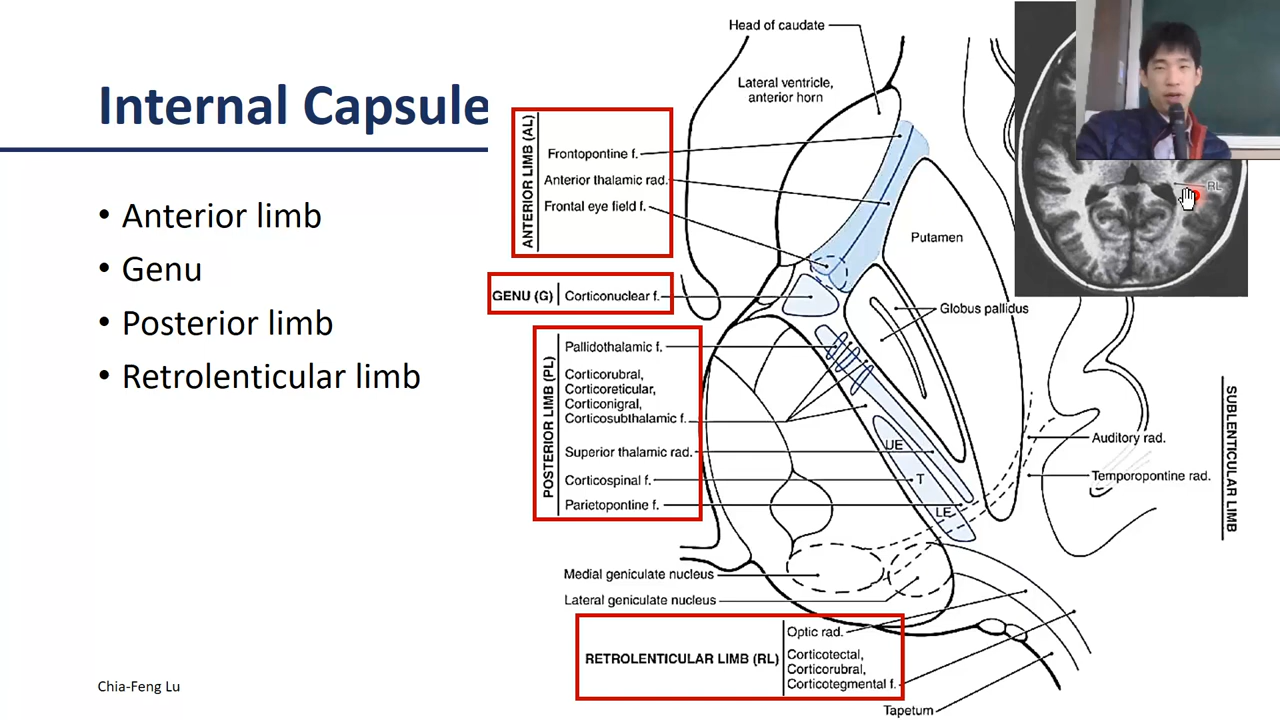 Internal Capsule
• Anterior limb
• Genu
• Posterior limb
• Retrolenticular limb
Chia-Feng Lu
Head of caudate
Lateral ventricle,
anterior horn
ANTERIOR LIMB (AL)
Frontopontine f.
Anterior thalamic rad.
Frontal eye field f.
GENU (G)
Corticonuclear f.
POSTERIOR LIMB (PL)
Pallidothalamic f.
Corticorubral,
Corticoreticular,
Corticonigral,
Corticosubthalamic f.
Superior thalamic rad.
Corticospinal f.
Parietopontine f.
Medial geniculate nucleus
Lateral geniculate nucleus
RETROLENTICULAR LIMB (RL)
Optic rad.
Corticotectal,
Corticorubral,
Corticotegmental f.
Tapetum
Putamen
Globus pallidus
UE
T
LE
Auditory rad.
Temporopontine rad.
SUBLENTICULAR LIMB
RL